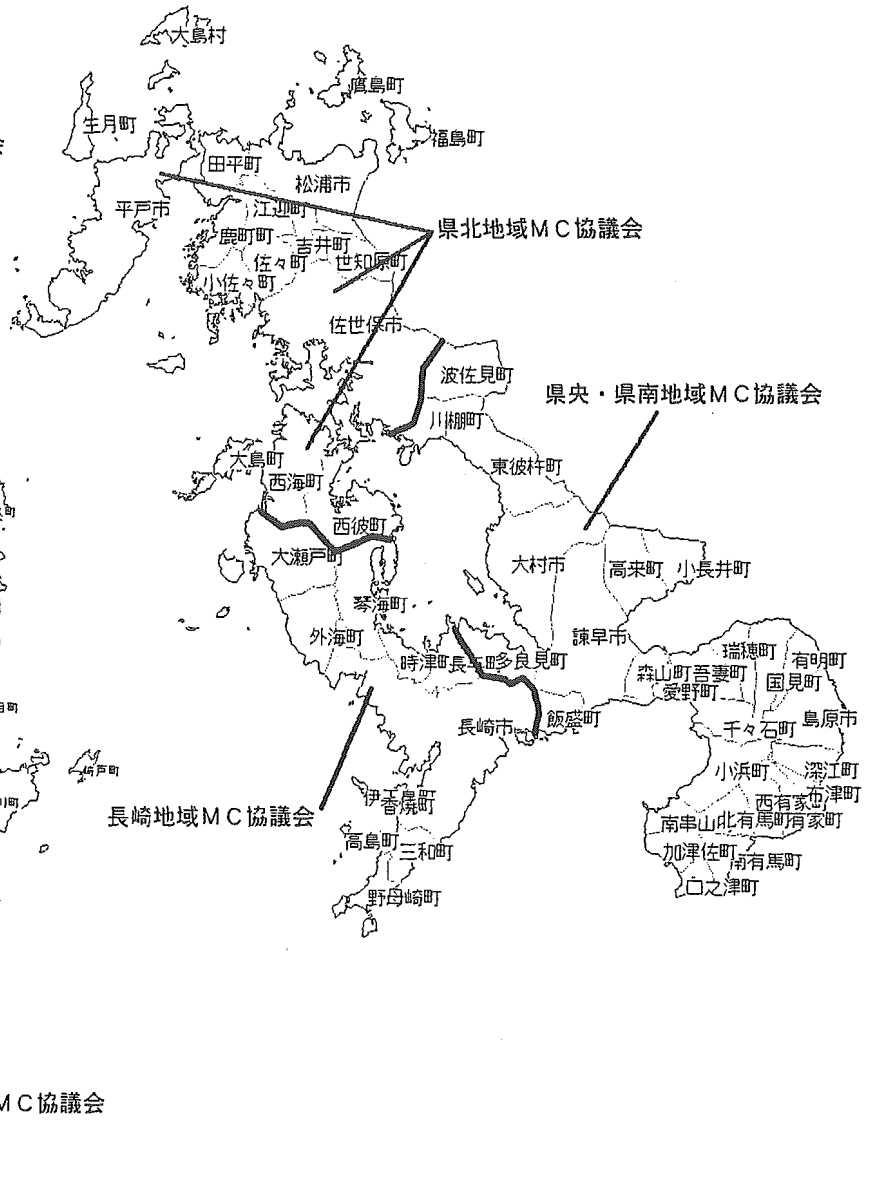 大島村
鷹島町
生月町
福島町
田平町
松浦市
平戸市
江迎町
県北地域MC協議会
鹿町町
吉井町
佐々町
世知原町
小佐々町
佐世保市
波佐見町
県央・県南地域MC協議会
川棚町
大島町
東彼杵町
西海町
西彼町
大瀬戸町
大村市
高来町
小長井町
琴海町
外海町
諫早市
時津町
長与町
多良見町
瑞穂町
有明町
森山町
吾妻町
国見町
愛野町
飯盛町
島原市
長崎市
千々石町
崎戸町
小浜町
深江町
布津町
西有家町
香焼町
長崎地域MC協議会
南串山
北有馬町
有家町
高島町
三和町
加津佐町
南有馬町
口之津町
野母崎町
MC協議会